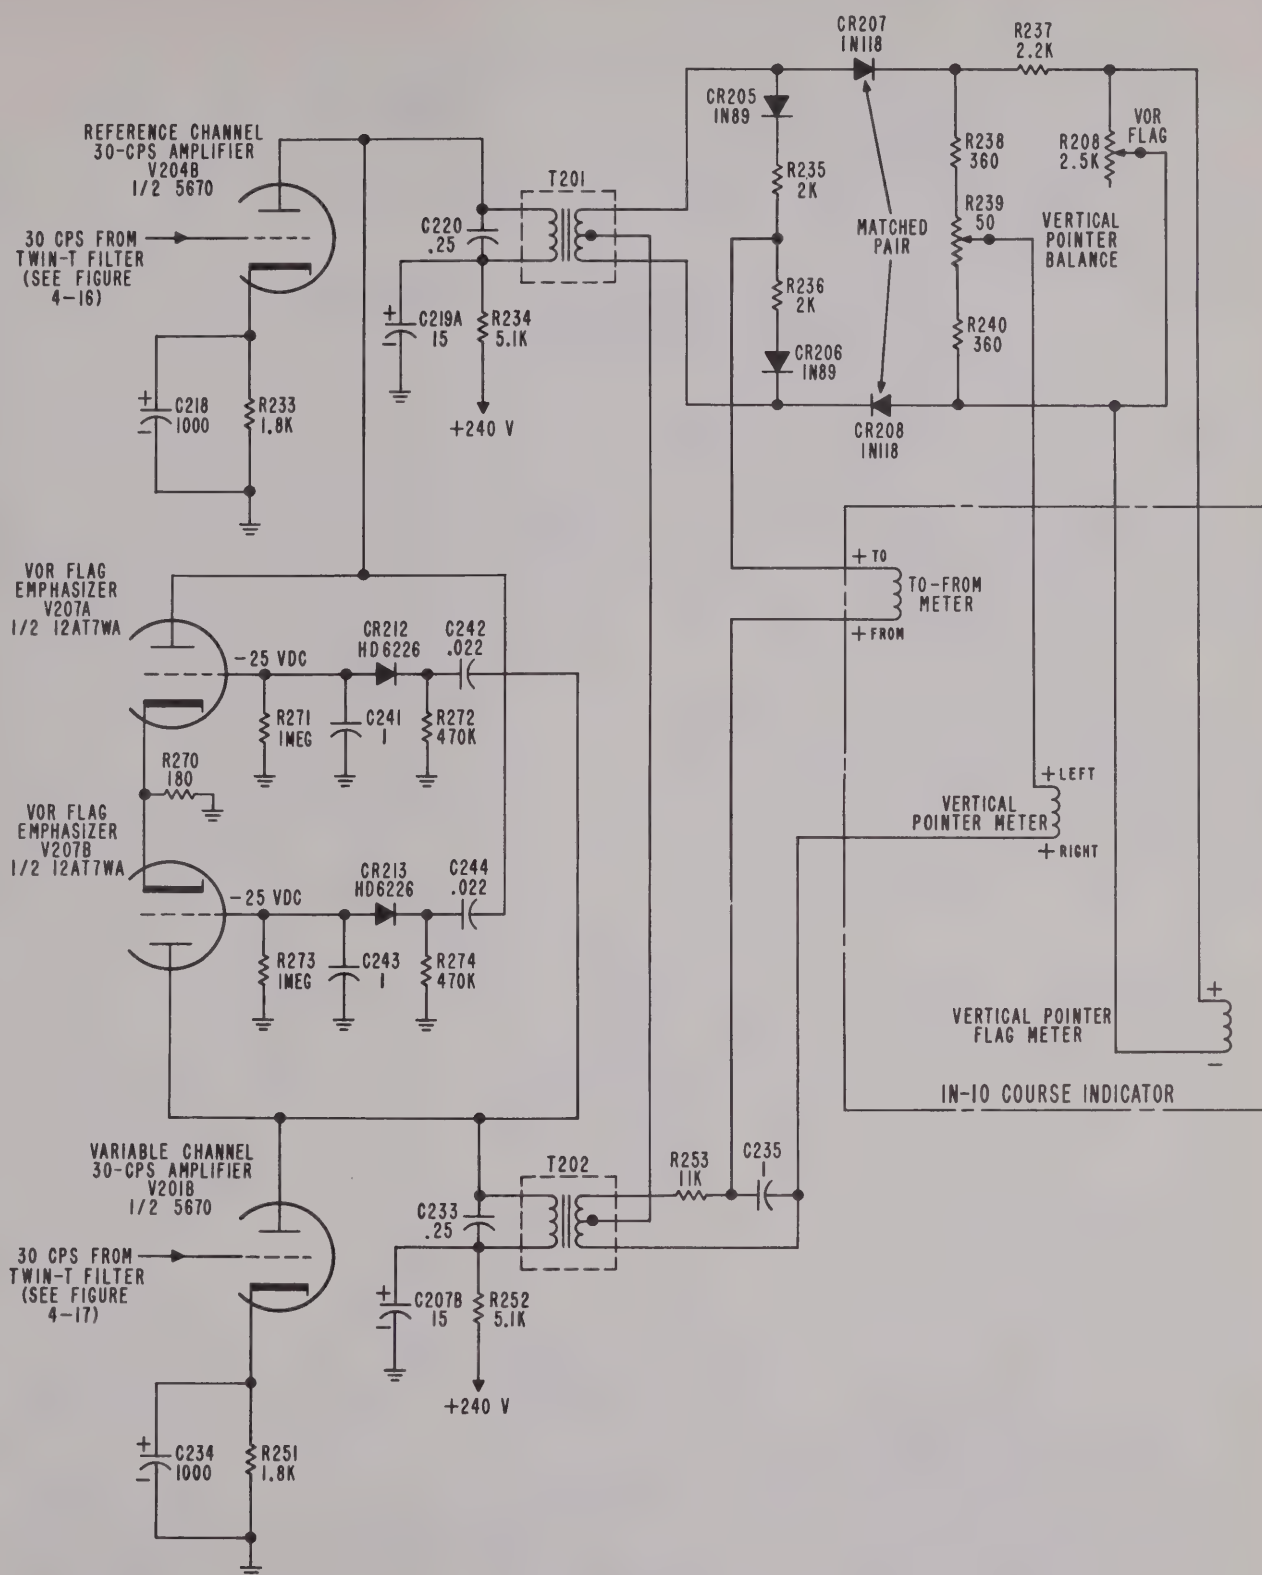 CR207
1N118
R237
2.2K
CR205
1N89
VOR
FLAG
R208
2.5K
R238
360
R235
2K
R239
50
MATCHED
PAIR
VERTICAL
POINTER
BALANCE
R236
2K
R240
360
CR206
1N89
CR208
1N118
REFERENCE CHANNEL
30-CPS AMPLIFIER
V204B
1/2 5670
T201
C220
.25
30 CPS FROM
TWIN-T FILTER
(SEE FIGURE
4-16)
+
C219A
15
−
R234
5.1K
+240 V
+
C218
1000
−
R233
1.8K
VOR FLAG
EMPHASIZER
V207A
1/2 12AT7WA
-25 VDC
CR212
HD6226
C242
.022
R271
1MEG
C241
1
R272
470K
R270
180
+ TO
TO-FROM
METER
+ FROM
VOR FLAG
EMPHASIZER
V207B
1/2 12AT7WA
-25 VDC
CR213
HD6226
C244
.022
R273
1MEG
C243
1
R274
470K
+ LEFT
VERTICAL
POINTER METER
+ RIGHT
+
VERTICAL POINTER
FLAG METER
−
IN-10 COURSE INDICATOR
VARIABLE CHANNEL
30-CPS AMPLIFIER
V201B
1/2 5670
T202
R253
11K
C235
1
C233
.25
30 CPS FROM
TWIN-T FILTER
(SEE FIGURE
4-17)
+
C207B
15
−
R252
5.1K
+240 V
+
C234
1000
−
R251
1.8K